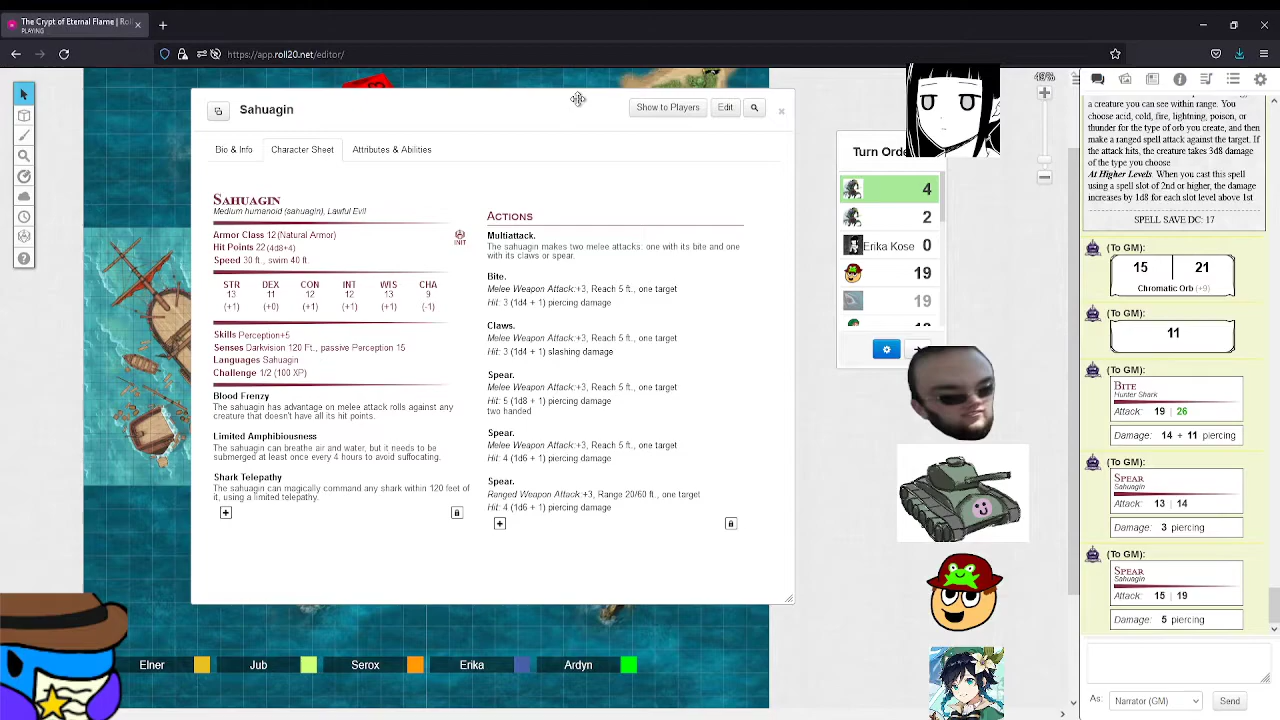 The Crypt of Eternal Flame | Rol
PLAYING
https://app.roll20.net/editor/
49%
Sahuagin
Show to Players
Edit
Bio & Info
Character Sheet
Attributes & Abilities
SAHUAGIN
Medium humanoid (sahuagin), Lawful Evil
Armor Class 12 (Natural Armor)
Hit Points 22 (4d8+4)
Speed 30 ft., swim 40 ft.
INIT
STR DEX CON INT WIS CHA
13 11 12 12 13 9
(+1) (+0) (+1) (+1) (+1) (-1)
Skills Perception+5
Senses Darkvision 120 Ft., passive Perception 15
Languages Sahuagin
Challenge 1/2 (100 XP)
Blood Frenzy
The sahuagin has advantage on melee attack rolls against any
creature that doesn't have all its hit points.
Limited Amphibiousness
The sahuagin can breathe air and water, but it needs to be
submerged at least once every 4 hours to avoid suffocating.
Shark Telepathy
The sahuagin can magically command any shark within 120 feet of
it, using a limited telepathy.
ACTIONS
Multiattack.
The sahuagin makes two melee attacks: one with its bite and one
with its claws or spear.
Bite.
Melee Weapon Attack:+3, Reach 5 ft., one target
Hit: 3 (1d4 + 1) piercing damage
Claws.
Melee Weapon Attack:+3, Reach 5 ft., one target
Hit: 3 (1d4 + 1) slashing damage
Spear.
Melee Weapon Attack:+3, Reach 5 ft., one target
Hit: 5 (1d8 + 1) piercing damage
two handed
Spear.
Melee Weapon Attack:+3, Reach 5 ft., one target
Hit: 4 (1d6 + 1) piercing damage
Spear.
Ranged Weapon Attack:+3, Range 20/60 ft., one target
Hit: 4 (1d6 + 1) piercing damage
Turn Orde
4
2
Erika Kose 0
19
19
a creature you can see within range. You
choose acid, cold, fire, lightning, poison, or
thunder for the type of orb you create, and then
make a ranged spell attack against the target. If
the attack hits, the creature takes 3d8 damage
of the type you choose
At Higher Levels. When you cast this spell
using a spell slot of 2nd or higher, the damage
increases by 1d8 for each slot level above 1st
SPELL SAVE DC: 17
(To GM):
15 | 21
Chromatic Orb (+9)
(To GM):
11
(To GM):
BITE
Hunter Shark
Attack: 19 | 26
Damage: 14 + 11 piercing
(To GM):
SPEAR
Sahuagin
Attack: 13 | 14
Damage: 3 piercing
(To GM):
SPEAR
Sahuagin
Attack: 15 | 19
Damage: 5 piercing
As: Narrator (GM)
Send
Elner
Jub
Serox
Erika
Ardyn